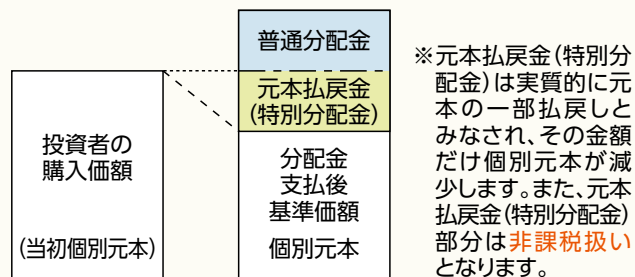 投資者の
購入価額
(当初個別元本)
普通分配金
元本払戻金
(特別分配金)
分配金
支払後
基準価額
個別元本
※元本払戻金(特別分
配金)は実質的に元
本の一部払戻しと
みなされ、その金額
だけ個別元本が減
少します。また、元本
払戻金(特別分配金)
部分は非課税扱い
となります。